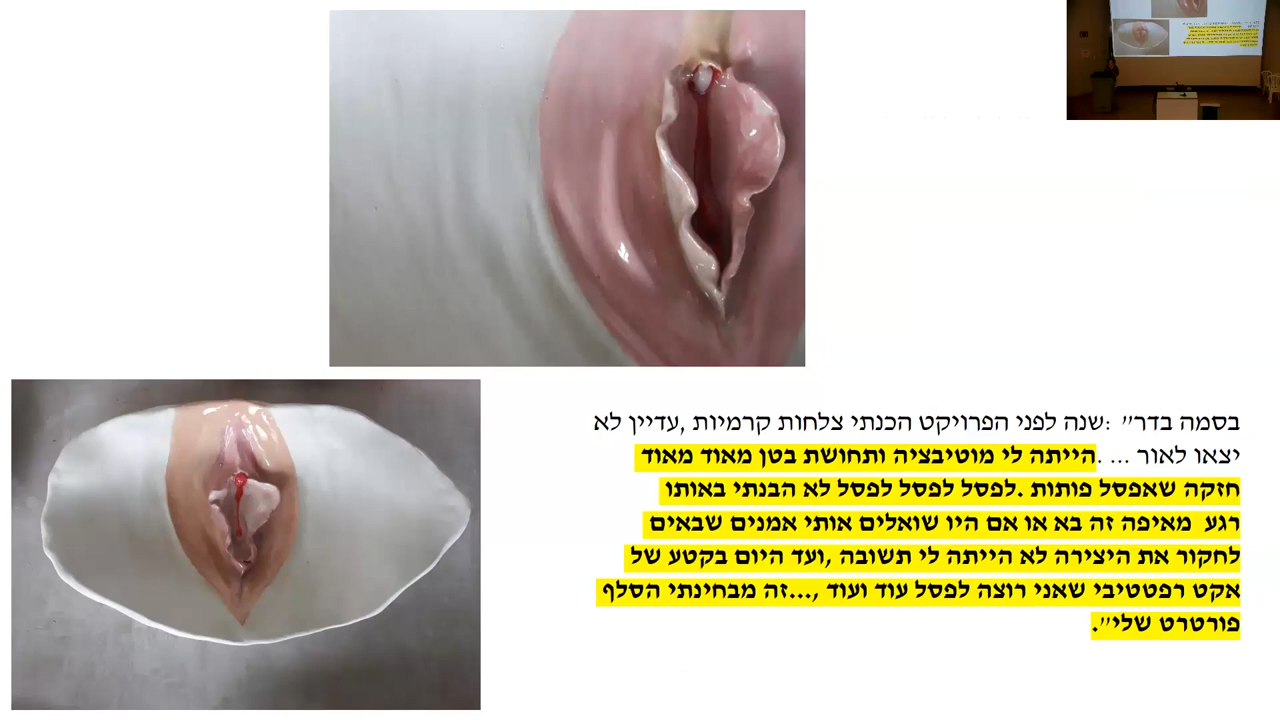 בסמה בדר״ :שנה לפני הפרויקט הכנתי צלחות קרמיות ,עדיין לא
יצאו לאור ... .הייתה לי מוטיבציה ותחושת בטן מאוד מאוד
חזקה שאפסל פותות .לפסל לפסל לפסל לא הבנתי באותו
רגע מאיפה זה בא או אם היו שואלים אותי אמנים שבאים
לחקור את היצירה לא הייתה לי תשובה ,ועד היום בקטע של
אקט רפטטיבי שאני רוצה לפסל עוד ועוד ,...זה מבחינתי הסלף
פורטרט שלי״.